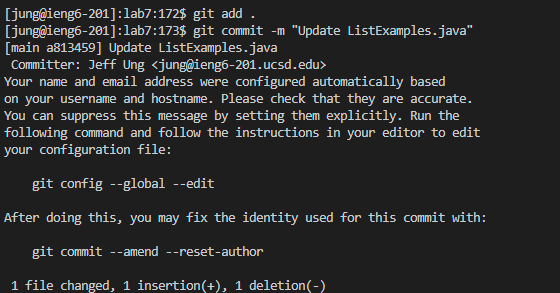 [jung@ieng6-201]:lab7:172$ git add .
[jung@ieng6-201]:lab7:173$ git commit -m "Update ListExamples.java"
[main a813459] Update ListExamples.java
 Committer: Jeff Ung <jung@ieng6-201.ucsd.edu>
Your name and email address were configured automatically based
on your username and hostname. Please check that they are accurate.
You can suppress this message by setting them explicitly. Run the
following command and follow the instructions in your editor to edit
your configuration file:

    git config --global --edit

After doing this, you may fix the identity used for this commit with:

    git commit --amend --reset-author

 1 file changed, 1 insertion(+), 1 deletion(-)